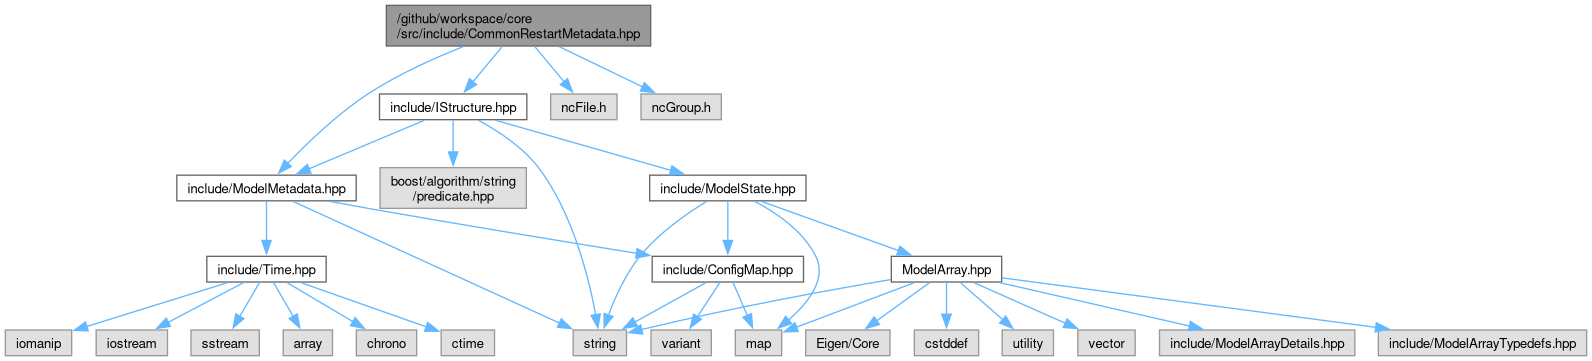 /github/workspace/core
/src/include/CommonRestartMetadata.hpp
include/IStructure.hpp
ncFile.h
ncGroup.h
include/ModelMetadata.hpp
boost/algorithm/string
/predicate.hpp
include/ModelState.hpp
include/Time.hpp
include/ConfigMap.hpp
ModelArray.hpp
iomanip
iostream
sstream
array
chrono
ctime
string
variant
map
Eigen/Core
cstddef
utility
vector
include/ModelArrayDetails.hpp
include/ModelArrayTypedefs.hpp